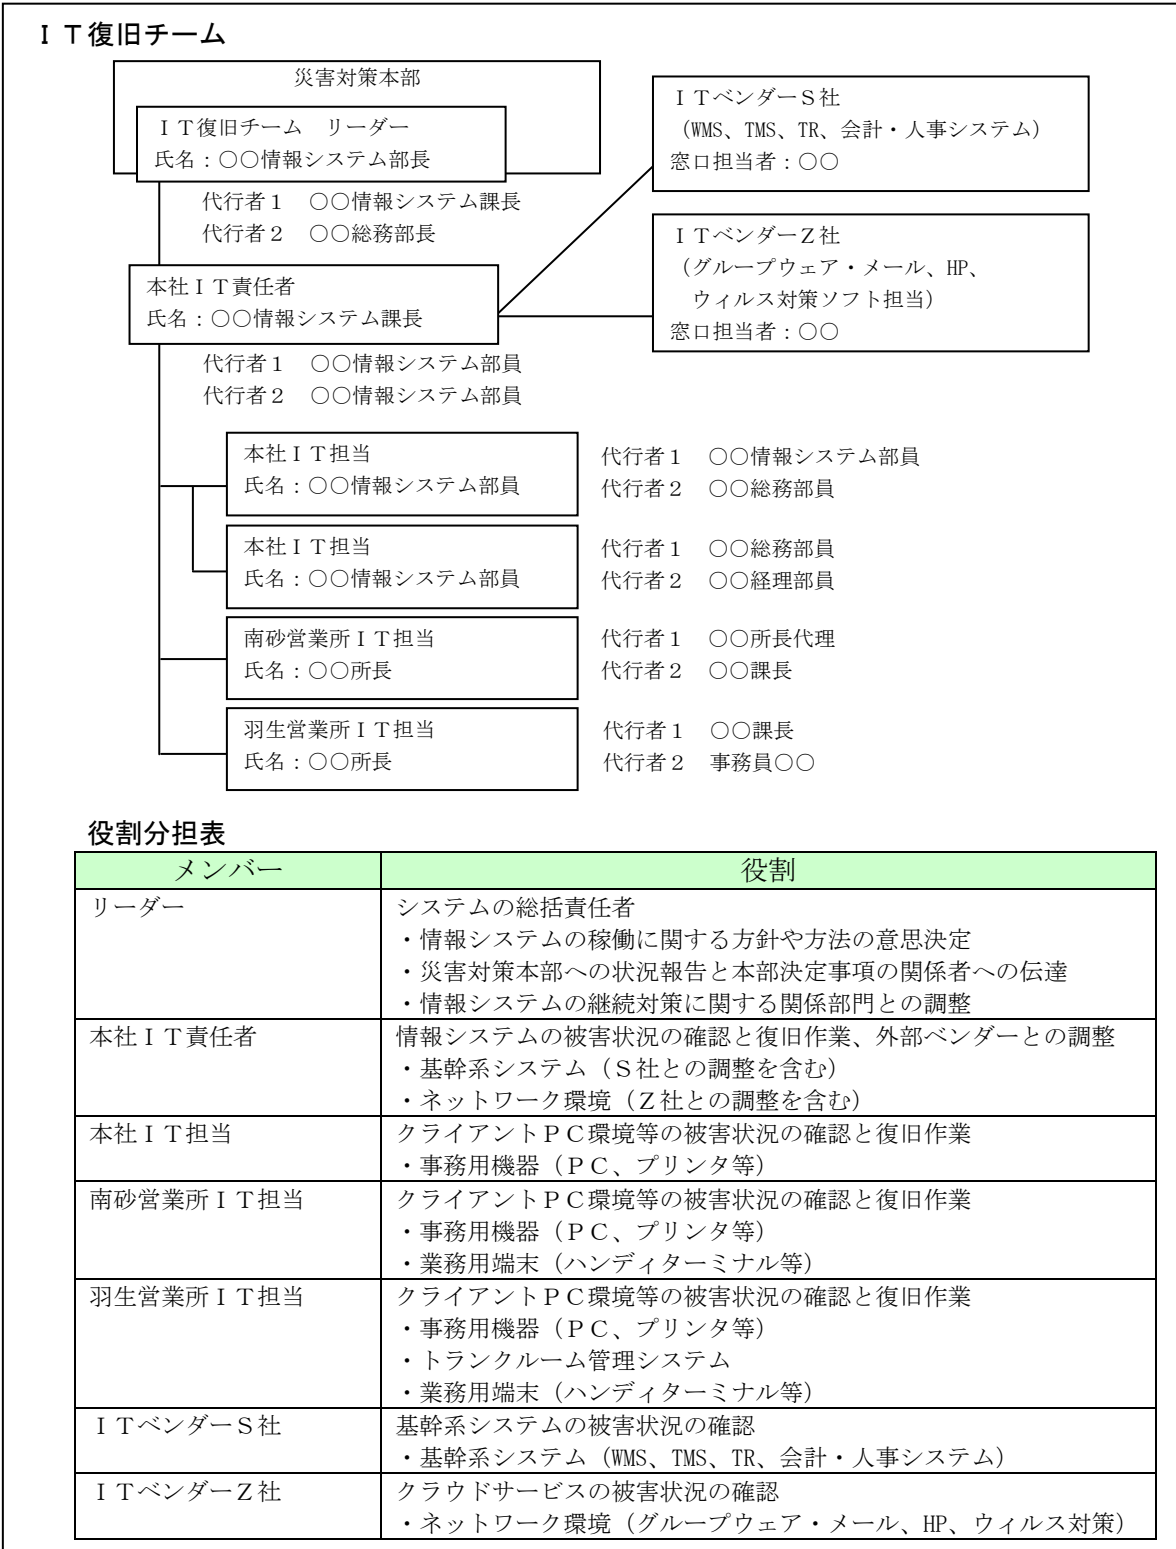 ＩＴ復旧チーム
災害対策本部
ＩＴ復旧チーム　リーダー
氏名：○○情報システム部長
代行者１　○○情報システム課長
代行者２　○○総務部長
ＩＴベンダーＳ社
（WMS、TMS、TR、会計・人事システム）
窓口担当者：○○
ＩＴベンダーＺ社
（グループウェア・メール、HP、
ウィルス対策ソフト担当）
窓口担当者：○○
本社ＩＴ責任者
氏名：○○情報システム課長
代行者１　○○情報システム部員
代行者２　○○情報システム部員
本社ＩＴ担当
氏名：○○情報システム部員
代行者１　○○情報システム部員
代行者２　○○総務部員
本社ＩＴ担当
氏名：○○情報システム部員
代行者１　○○総務部員
代行者２　○○経理部員
南砂営業所ＩＴ担当
氏名：○○所長
代行者１　○○所長代理
代行者２　○○課長
羽生営業所ＩＴ担当
氏名：○○所長
代行者１　○○課長
代行者２　事務員○○
役割分担表
メンバー　役割
リーダー　システムの総括責任者
・情報システムの稼働に関する方針や方法の意思決定
・災害対策本部への状況報告と本部決定事項の関係者への伝達
・情報システムの継続対策に関する関係部門との調整
本社ＩＴ責任者　情報システムの被害状況の確認と復旧作業、外部ベンダーとの調整
・基幹系システム（Ｓ社との調整を含む）
・ネットワーク環境（Ｚ社との調整を含む）
本社ＩＴ担当　クライアントＰＣ環境等の被害状況の確認と復旧作業
・事務用機器（ＰＣ、プリンタ等）
南砂営業所ＩＴ担当　クライアントＰＣ環境等の被害状況の確認と復旧作業
・事務用機器（ＰＣ、プリンタ等）
・業務用端末（ハンディターミナル等）
羽生営業所ＩＴ担当　クライアントＰＣ環境等の被害状況の確認と復旧作業
・事務用機器（ＰＣ、プリンタ等）
・トランクルーム管理システム
・業務用端末（ハンディターミナル等）
ＩＴベンダーＳ社　基幹系システムの被害状況の確認
・基幹系システム（WMS、TMS、TR、会計・人事システム）
ＩＴベンダーＺ社　クラウドサービスの被害状況の確認
・ネットワーク環境（グループウェア・メール、HP、ウィルス対策）